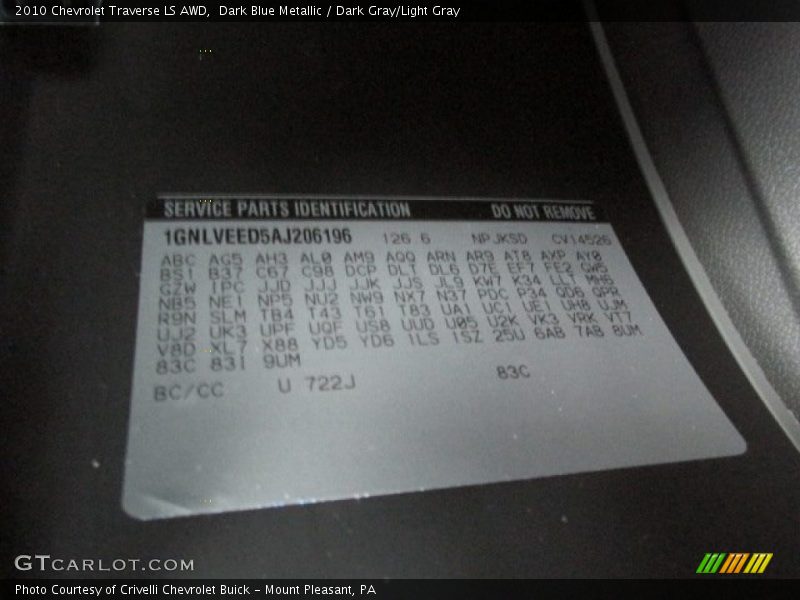 2010 Chevrolet Traverse LS AWD, Dark Blue Metallic / Dark Gray/Light Gray
SERVICE PARTS IDENTIFICATION DO NOT REMOVE
1GNLVEED5AJ206196 126 6 NPJKSD CV14526
ABC AG5 AH3 AL0 AM9 AQQ ARN AR9 AT8 AXP AY0
BS1 B37 C67 C98 DCP DLT DL6 D7E EF7 FE2 GW5
GZW IPC JJD JJJ JJK JJS JL9 KW7 K34 LLT MH6
NB5 NE1 NP5 NU2 NW9 NX7 N37 PDC P34 QD6 QPR
R9N SLM TB4 T43 T61 T83 UA1 UC1 UE1 UH8 UJM
UJ2 UK3 UPF UQF US8 UUD U05 U2K VK3 VRK VT7
V8D XL7 X88 YD5 YD6 1LS 1SZ 25U 6AB 7AB 8UM
83C 831 9UM
BC/CC U 722J 83C
GTCARLOT.COM
Photo Courtesy of Crivelli Chevrolet Buick - Mount Pleasant, PA